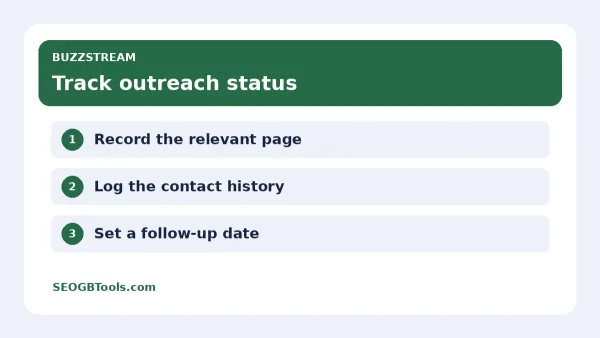 BUZZSTREAM
Track outreach status
1 Record the relevant page
2 Log the contact history
3 Set a follow-up date
SEOGBTools.com